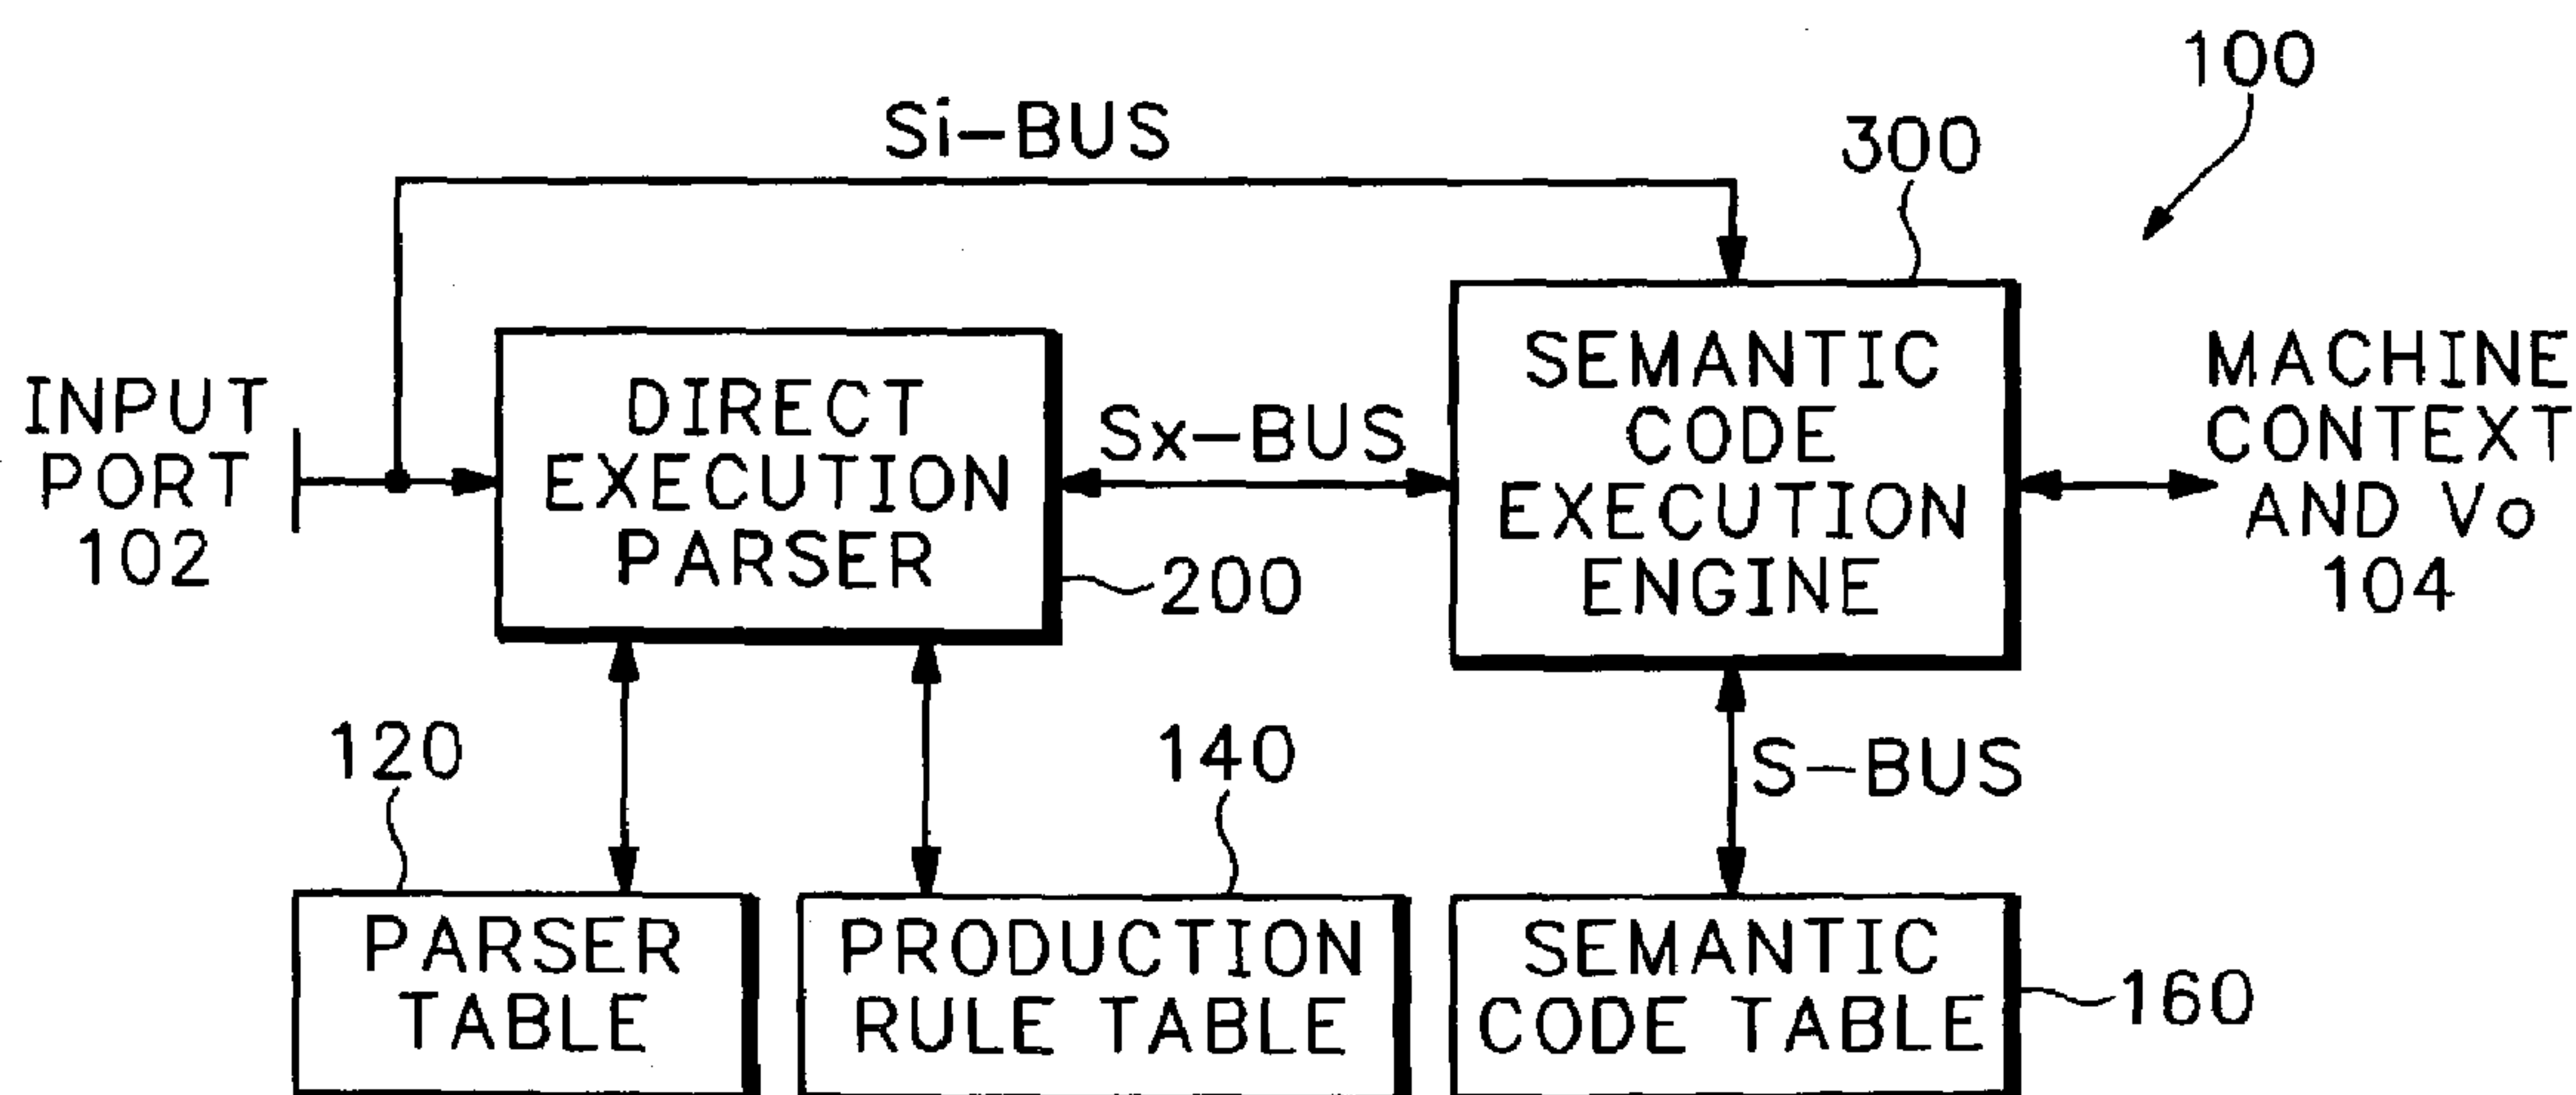 100
Si-BUS
300
INPUT
PORT
102
DIRECT
EXECUTION
PARSER
200
Sx-BUS
SEMANTIC
CODE
EXECUTION
ENGINE
MACHINE
CONTEXT
AND Vo
104
120
140
S-BUS
PARSER
TABLE
PRODUCTION
RULE TABLE
SEMANTIC
CODE TABLE
160